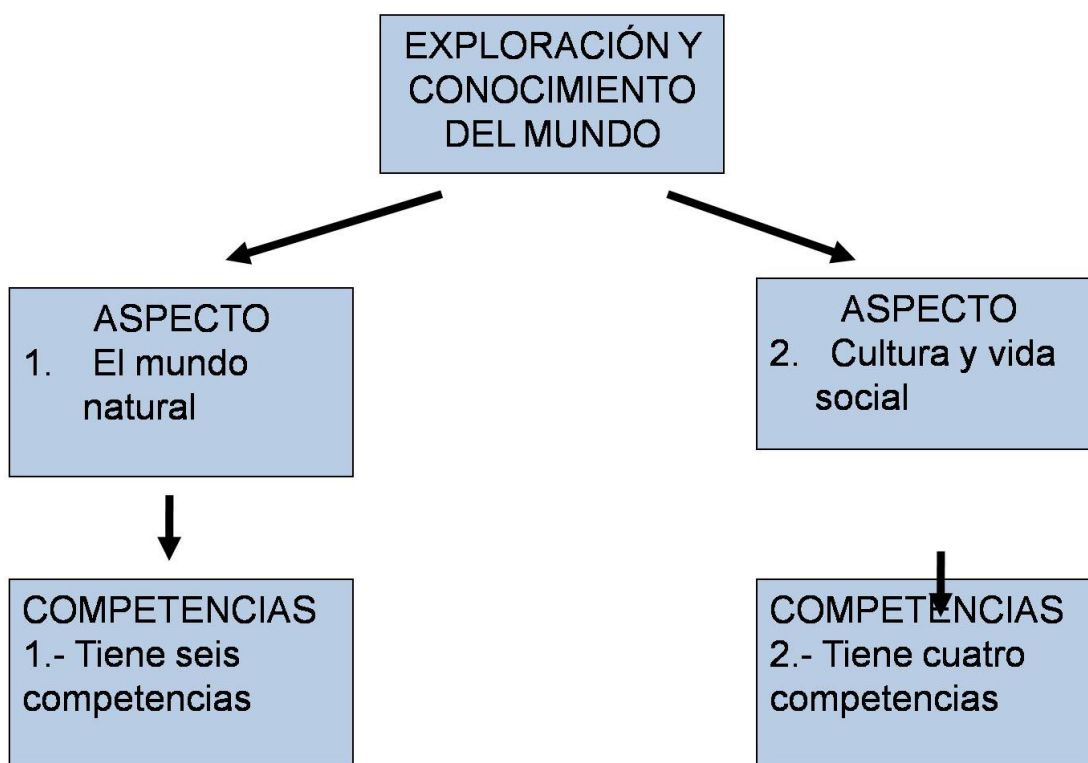 EXPLORACIÓN Y
CONOCIMIENTO
DEL MUNDO
ASPECTO
1. El mundo
natural
ASPECTO
2. Cultura y vida
social
COMPETENCIAS
1.- Tiene seis
competencias
COMPETENCIAS
2.- Tiene cuatro
competencias